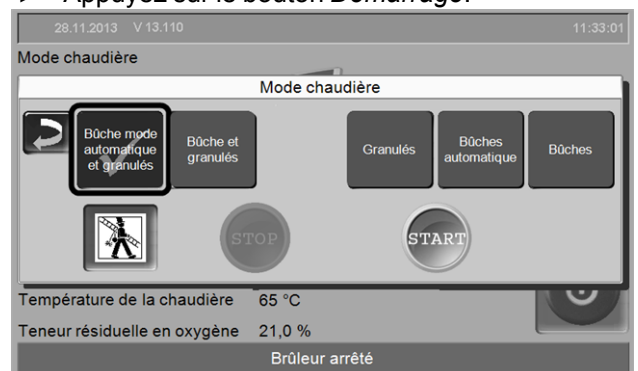 Appuyez sur le bouton Démarrage.
28.11.2013 V 13.110 11:33:01
Mode chaudière
Mode chaudière
Bûche mode automatique et granulés
Bûche et granulés
Granulés
Bûches automatique
Bûches
STOP
START
Température de la chaudière 65 °C
Teneur résiduelle en oxygène 21,0 %
Brûleur arrêté